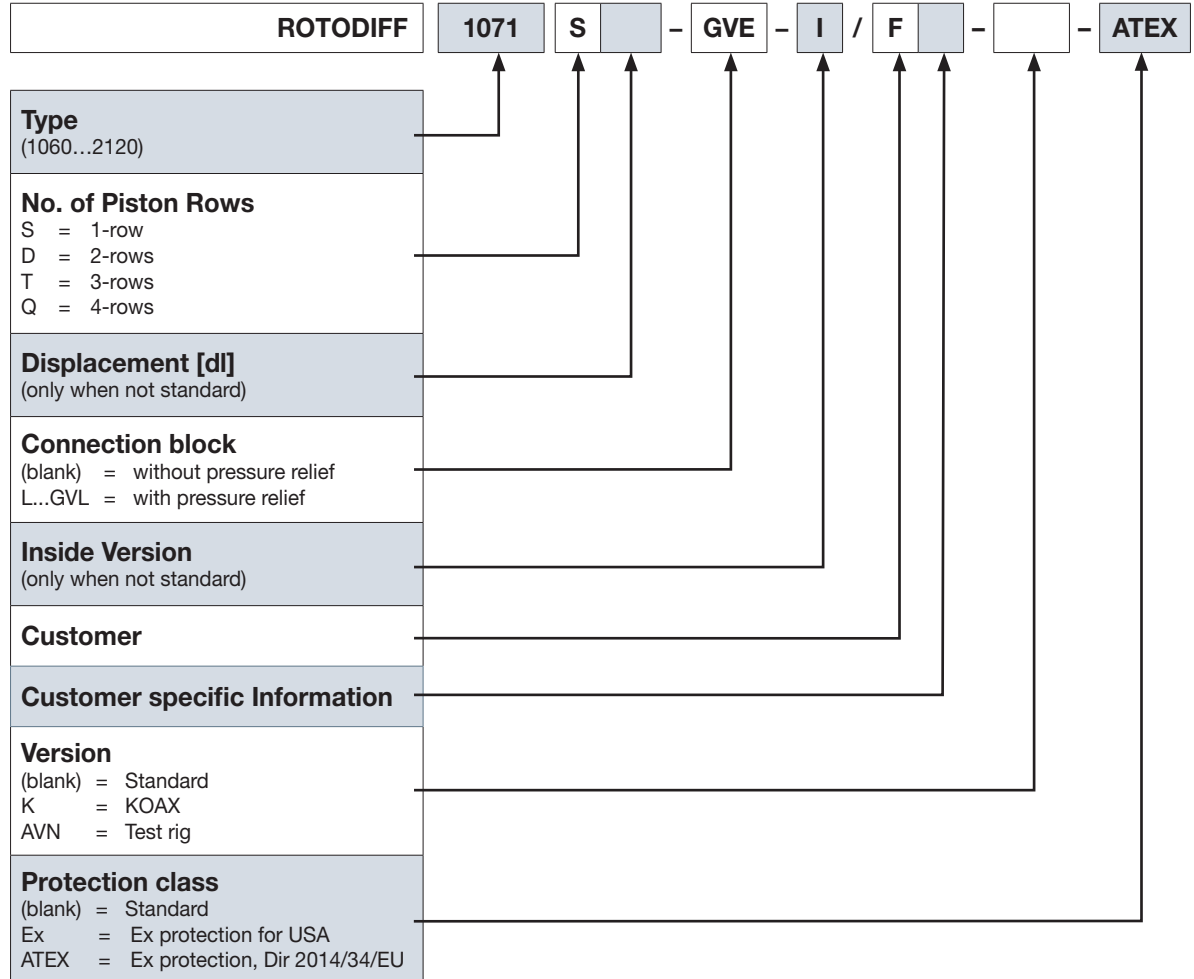 ROTODIFF 1071 S – GVE – I / F – – ATEX
Type
(1060…2120)
No. of Piston Rows
S = 1-row
D = 2-rows
T = 3-rows
Q = 4-rows
Displacement [dl]
(only when not standard)
Connection block
(blank) = without pressure relief
L...GVL = with pressure relief
Inside Version
(only when not standard)
Customer
Customer specific Information
Version
(blank) = Standard
K = KOAX
AVN = Test rig
Protection class
(blank) = Standard
Ex = Ex protection for USA
ATEX = Ex protection, Dir 2014/34/EU